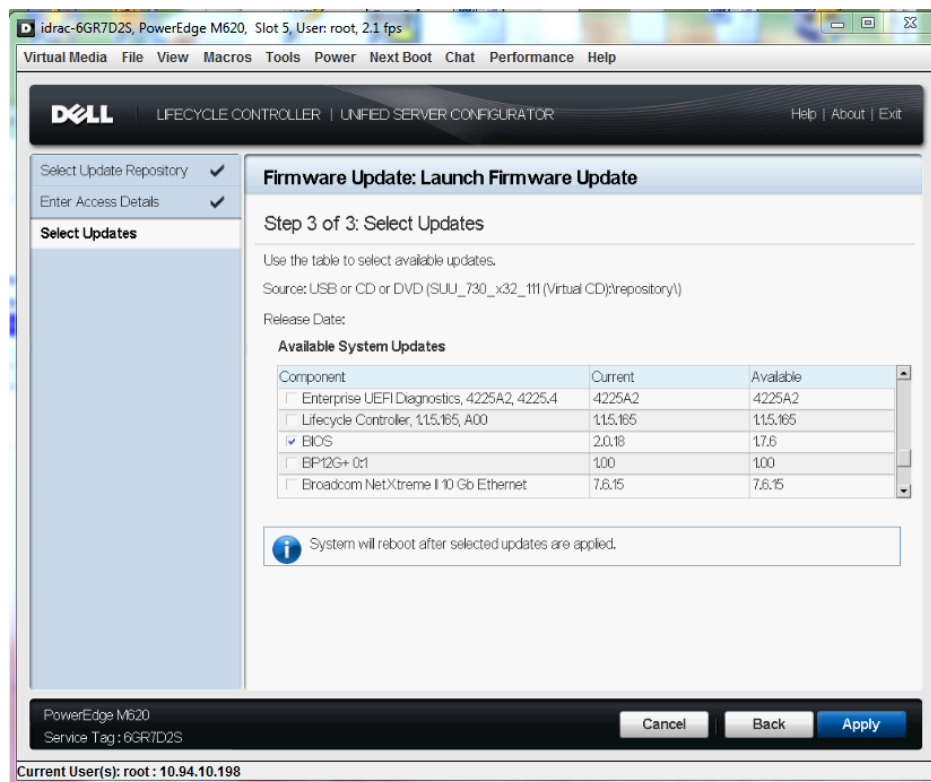 idrac-6GR7D2S, PowerEdge M620, Slot 5, User: root, 2.1 fps
Virtual Media File View Macros Tools Power Next Boot Chat Performance Help
DELL LIFECYCLE CONTROLLER | UNIFIED SERVER CONFIGURATOR Help | About | Exit
Select Update Repository
Enter Access Details
Select Updates
Firmware Update: Launch Firmware Update
Step 3 of 3: Select Updates
Use the table to select available updates.
Source: USB or CD or DVD (SUU_730_x32_111 (Virtual CD):\repository\)
Release Date:
Available System Updates
Component Current Available
Enterprise UEFI Diagnostics, 4225A2, 4225.4 4225A2 4225A2
Lifecycle Controller, 1.1.5.165, A00 1.1.5.165 1.1.5.165
BIOS 2.0.18 1.7.6
BP12G+ 0:1 1.00 1.00
Broadcom NetXtreme II 10 Gb Ethernet 7.6.15 7.6.15
System will reboot after selected updates are applied.
PowerEdge M620
Service Tag : 6GR7D2S
Cancel Back Apply
Current User(s): root : 10.94.10.198